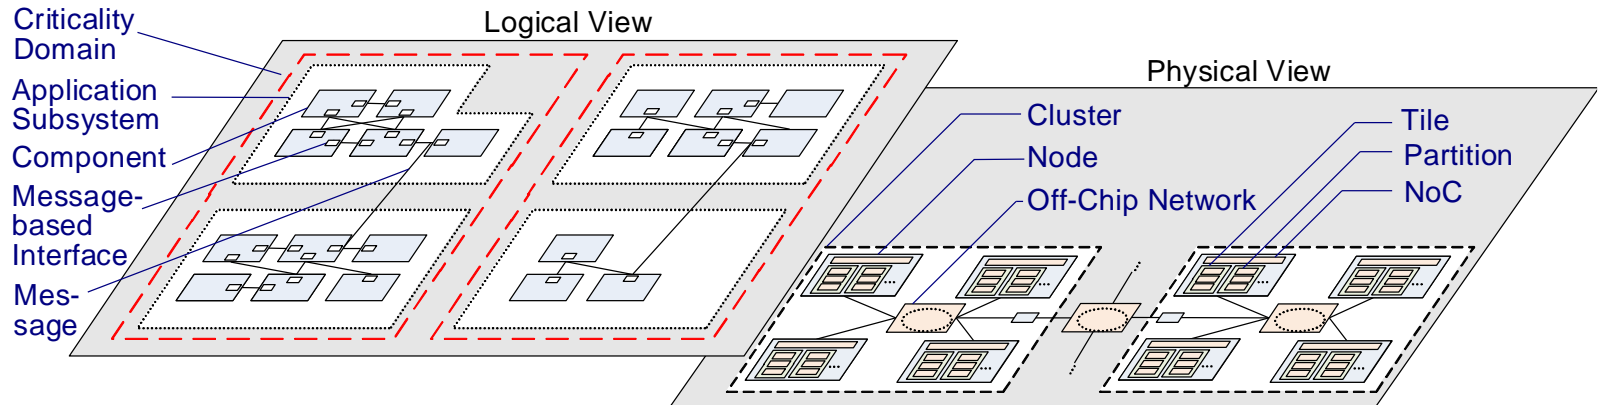 Logical View
Criticality
Domain
Application
Subsystem
Component
Message-
based
Interface
Mes-
sage
Physical View
Cluster
Node
Off-Chip Network
Tile
Partition
NoC
...
...
...
...
...
...
...
...